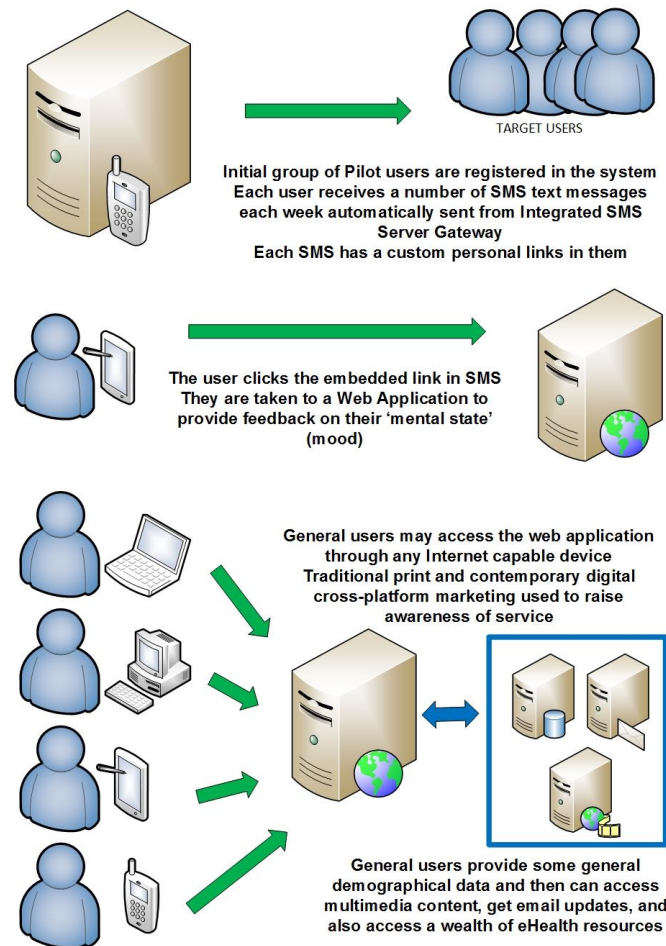 TARGET USERS
Initial group of Pilot users are registered in the system
Each user receives a number of SMS text messages
each week automatically sent from Integrated SMS
Server Gateway
Each SMS has a custom personal links in them
The user clicks the embedded link in SMS
They are taken to a Web Application to
provide feedback on their ‘mental state’
(mood)
General users may access the web application
through any Internet capable device
Traditional print and contemporary digital
cross-platform marketing used to raise
awareness of service
General users provide some general
demographical data and then can access
multimedia content, get email updates, and
also access a wealth of eHealth resources